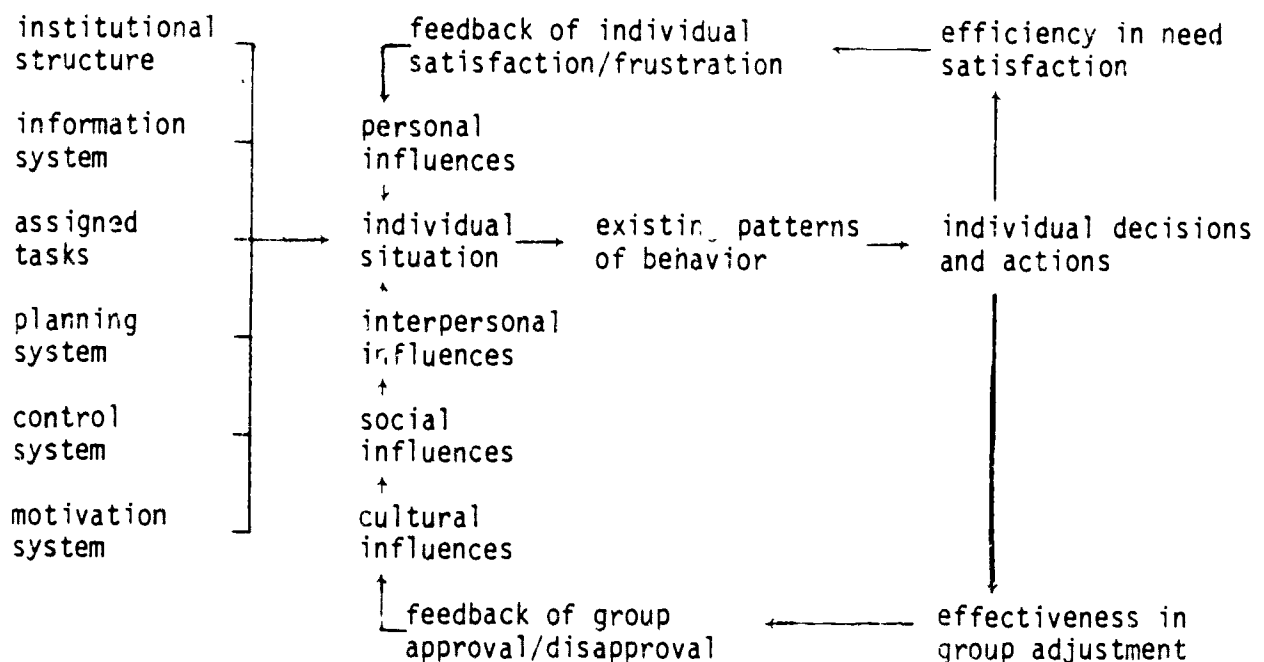 institutional
structure
information
system
assigned
tasks
planning
system
control
system
motivation
system
feedback of individual
satisfaction/frustration
personal
influences
individual
situation
interpersonal
influences
social
influences
cultural
influences
feedback of group
approval/disapproval
existing patterns
of behavior
efficiency in need
satisfaction
individual decisions
and actions
effectiveness in
group adjustment